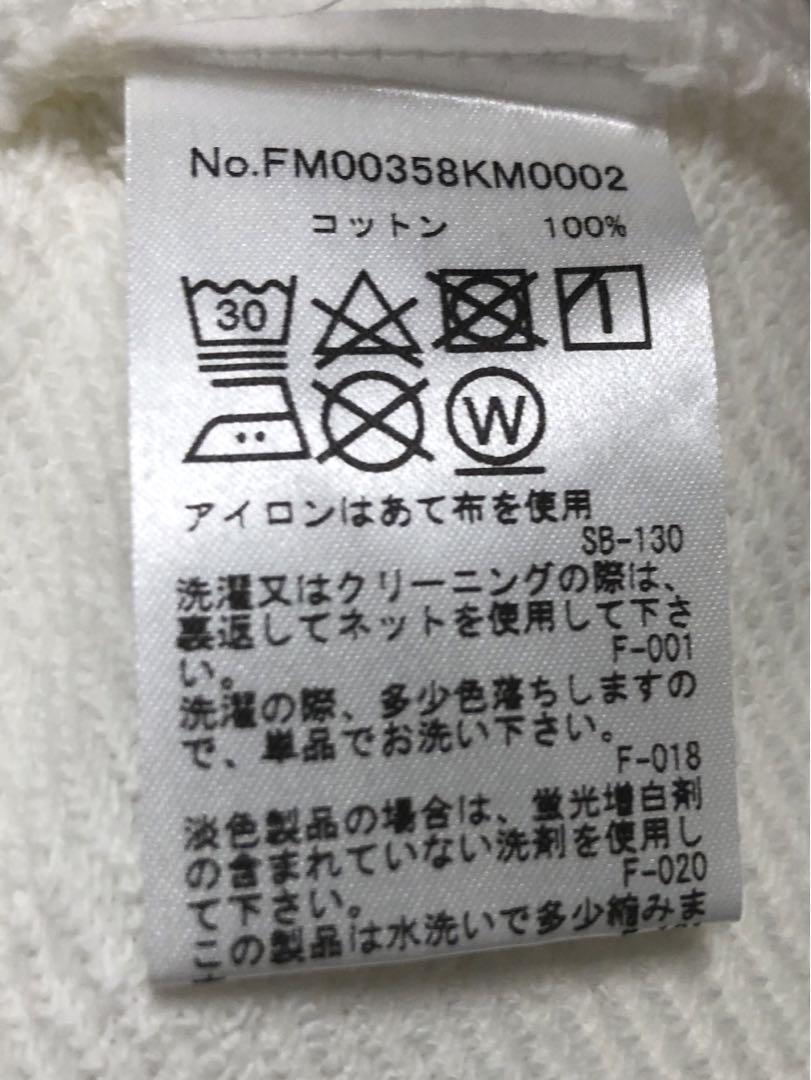 No.FM00358KM0002
コットン 100%
30
W
アイロンはあて布を使用
SB-130
洗濯又はクリーニングの際は、
裏返してネットを使用して下さ
い。
F-001
洗濯の際、多少色落ちしますの
で、単品でお洗い下さい。
F-018
淡色製品の場合は、蛍光増白剤
の含まれていない洗剤を使用し
て下さい。
F-020
この製品は水洗いで多少縮みま